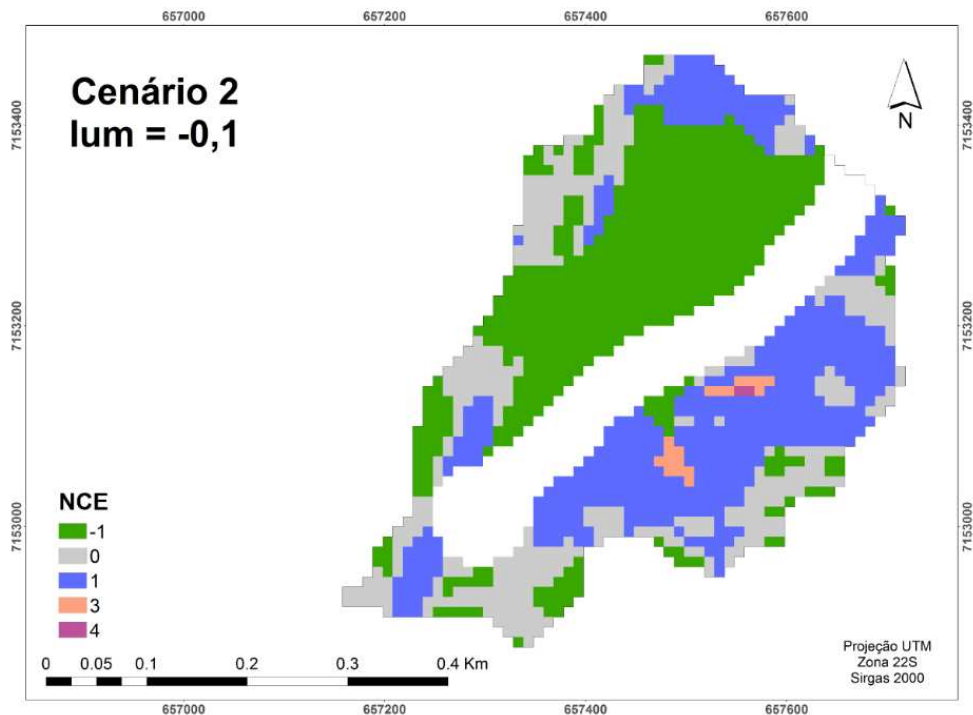 657000 657200 657400 657600
Cenário 2
Ium = -0,1
N
7153400 7153400
7153200 7153200
7153000 7153000
NCE
-1
0
1
3
4
0 0.05 0.1 0.2 0.3 0.4 Km
Projeção UTM
Zona 22S
Sirgas 2000
657000 657200 657400 657600